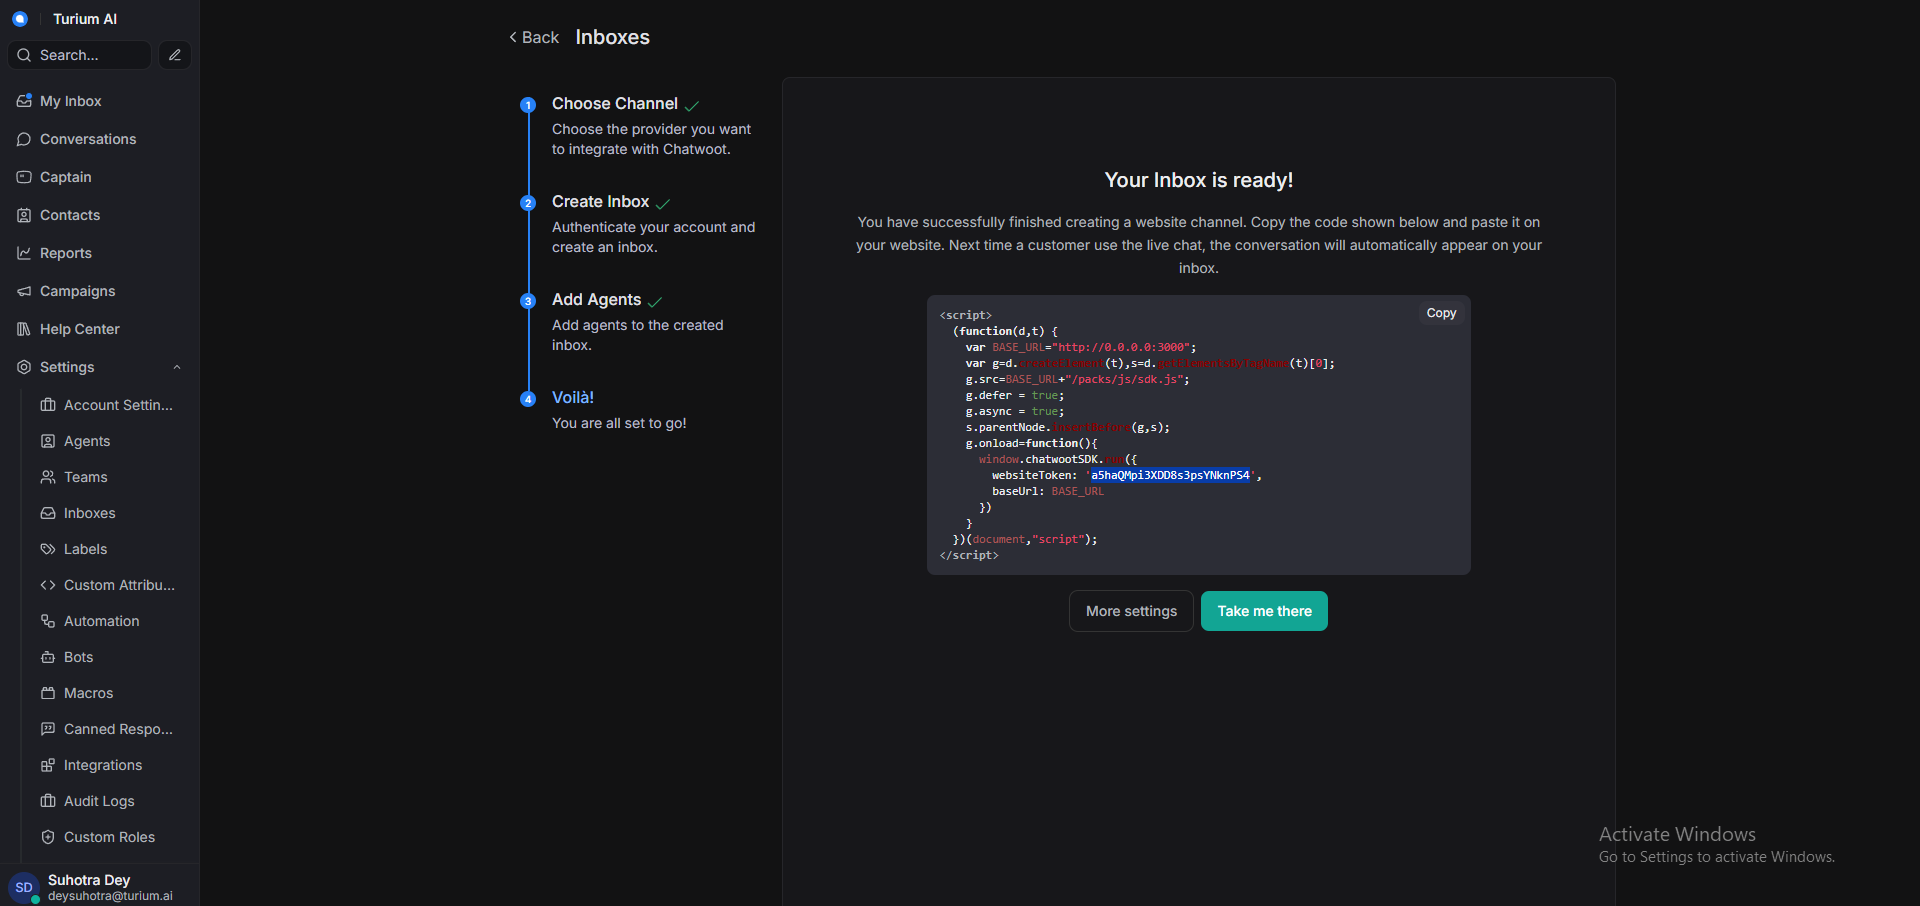 Turium AI
Search...
My Inbox
Conversations
Captain
Contacts
Reports
Campaigns
Help Center
Settings
Account Settin...
Agents
Teams
Inboxes
Labels
Custom Attribu...
Automation
Bots
Macros
Canned Respo...
Integrations
Audit Logs
Custom Roles
SD
Suhotra Dey
deysuhotra@turium.ai
Back
Inboxes
1
Choose Channel
Choose the provider you want
to integrate with Chatwoot.
2
Create Inbox
Authenticate your account and
create an inbox.
3
Add Agents
Add agents to the created
inbox.
4
Voilà!
You are all set to go!
Your Inbox is ready!
You have successfully finished creating a website channel. Copy the code shown below and paste it on
your website. Next time a customer use the live chat, the conversation will automatically appear on your
inbox.
Copy
<script>
(function(d,t) {
var BASE_URL="http://0.0.0.0:3000";
var g=d.createElement(t),s=d.getElementsByTagName(t)[0];
g.src=BASE_URL+"/packs/js/sdk.js";
g.defer = true;
g.async = true;
s.parentNode.insertBefore(g,s);
g.onload=function(){
window.chatwootSDK.run({
websiteToken: 'a5haQMpi3XDD8s3psYNknPS4',
baseUrl: BASE_URL
})
}
})(document,"script");
</script>
More settings
Take me there
Activate Windows
Go to Settings to activate Windows.